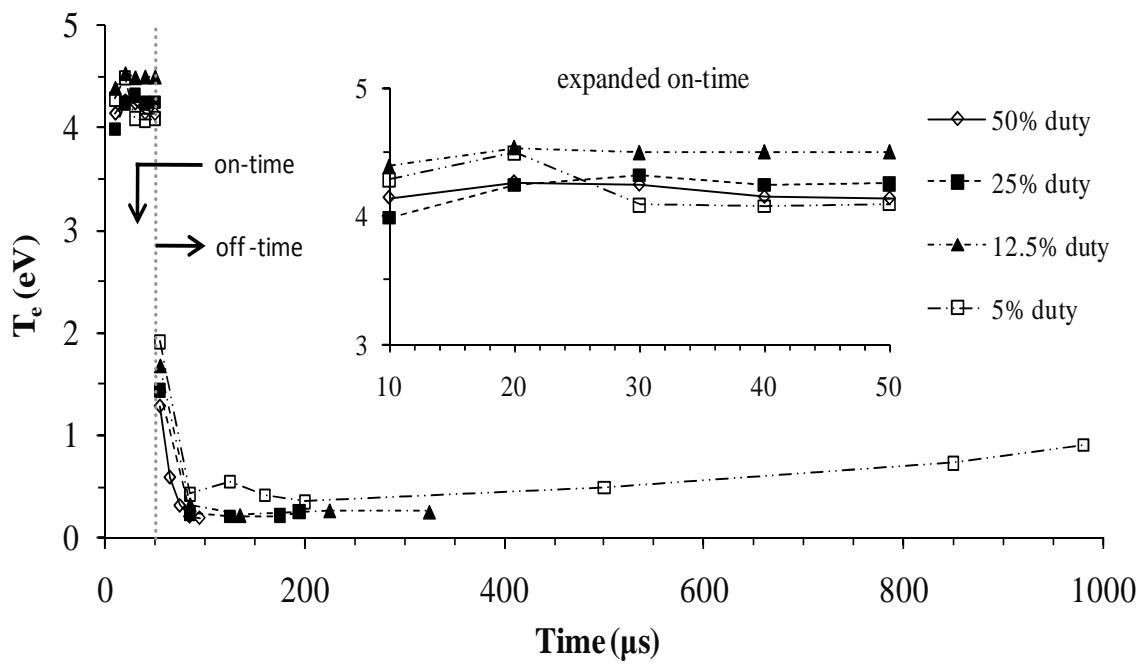 5
4
3
2
1
0
T_e (eV)
on-time
off-time
expanded on-time
5
4
3
10 20 30 40 50
50% duty
25% duty
12.5% duty
5% duty
0 200 400 600 800 1000
Time (μs)